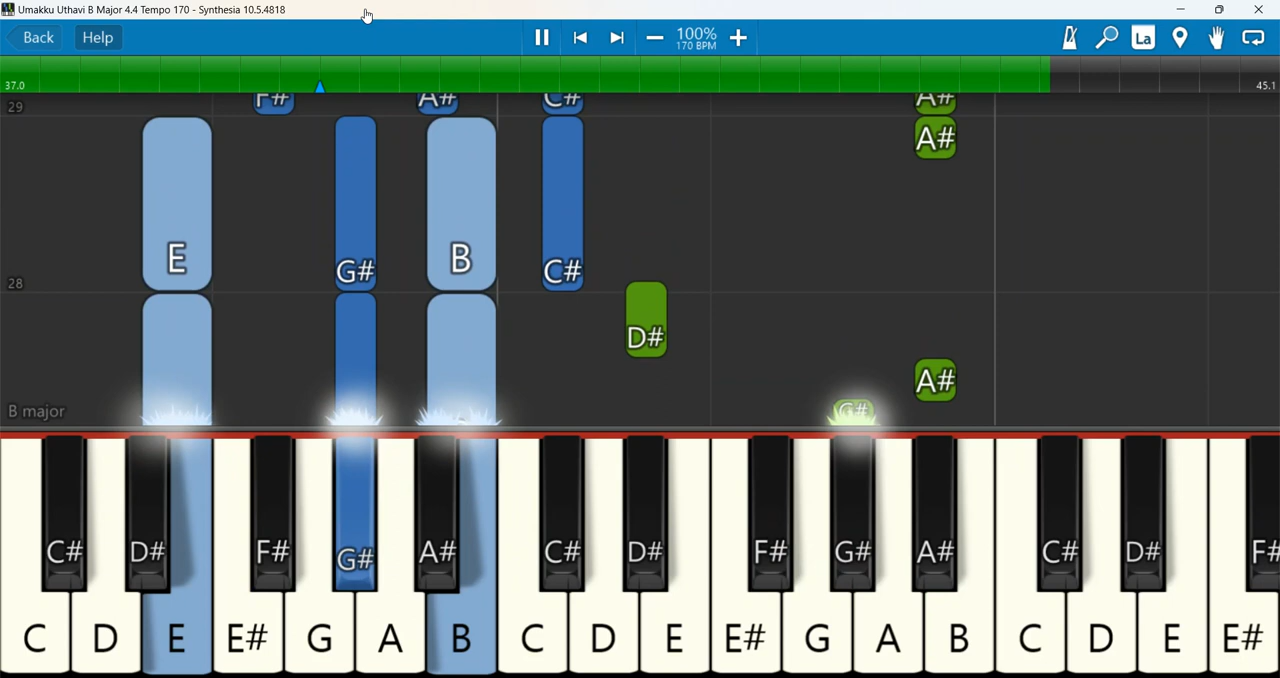 Umakku Uthavi B Major 4.4 Tempo 170 - Synthesia 10.5.4818
Back Help 100% La
170 BPM
37.0 45.1
29 F# A# C# A#
A#
E G# B C#
28
D#
A#
B major G#
C# D# F# G# A# C# D# F# G# A# C# D# F#
C D E E# G A B C D E E# G A B C D E E#